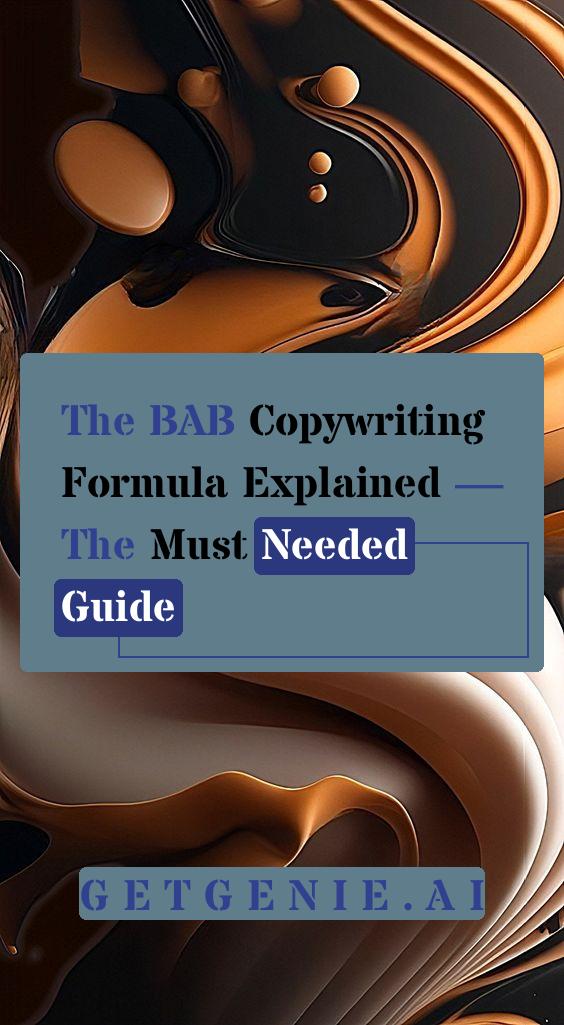 The BAB Copywriting
Formula Explained —
The Must Needed
Guide
GETGENIE.AI